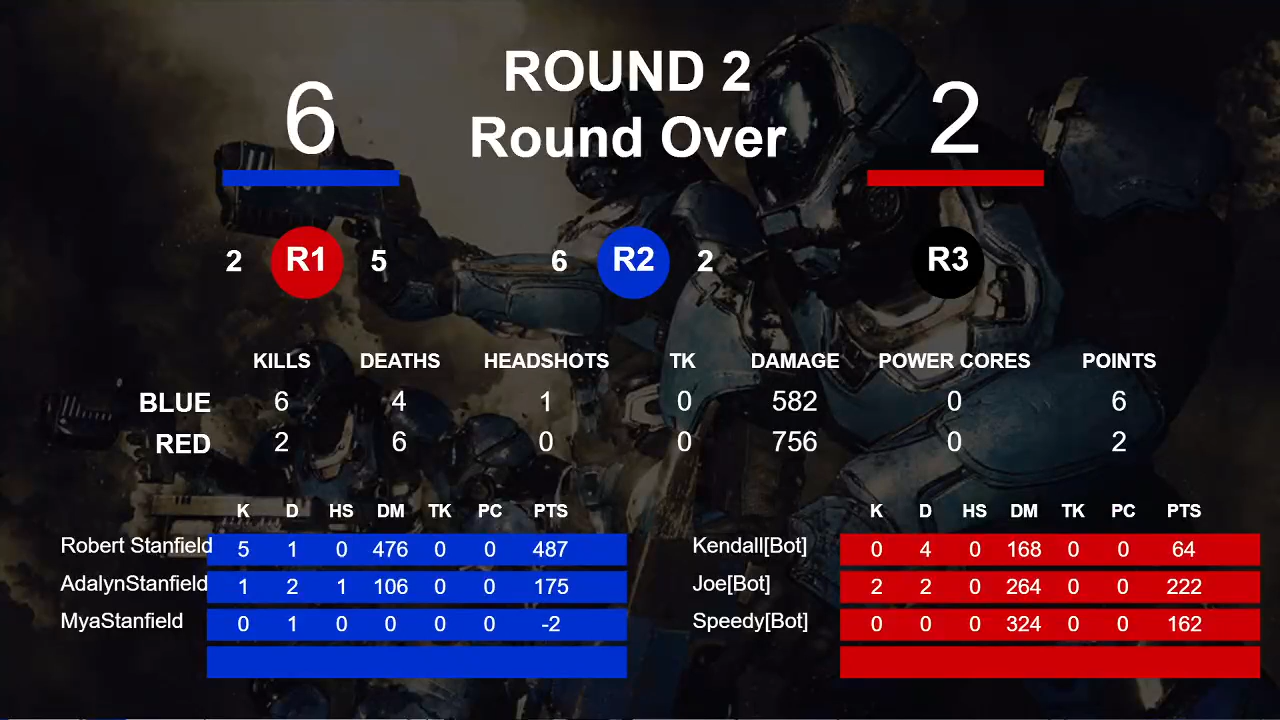 ROUND 2
6 Round Over 2
2 R1 5 6 R2 2 R3
KILLS DEATHS HEADSHOTS TK DAMAGE POWER CORES POINTS
BLUE 6 4 1 0 582 0 6
RED 2 6 0 0 756 0 2
K D HS DM TK PC PTS K D HS DM TK PC PTS
Robert Stanfield 5 1 0 476 0 0 487 Kendall[Bot] 0 4 0 168 0 0 64
AdalynStanfield 1 2 1 106 0 0 175 Joe[Bot] 2 2 0 264 0 0 222
MyaStanfield 0 1 0 0 0 0 -2 Speedy[Bot] 0 0 0 324 0 0 162